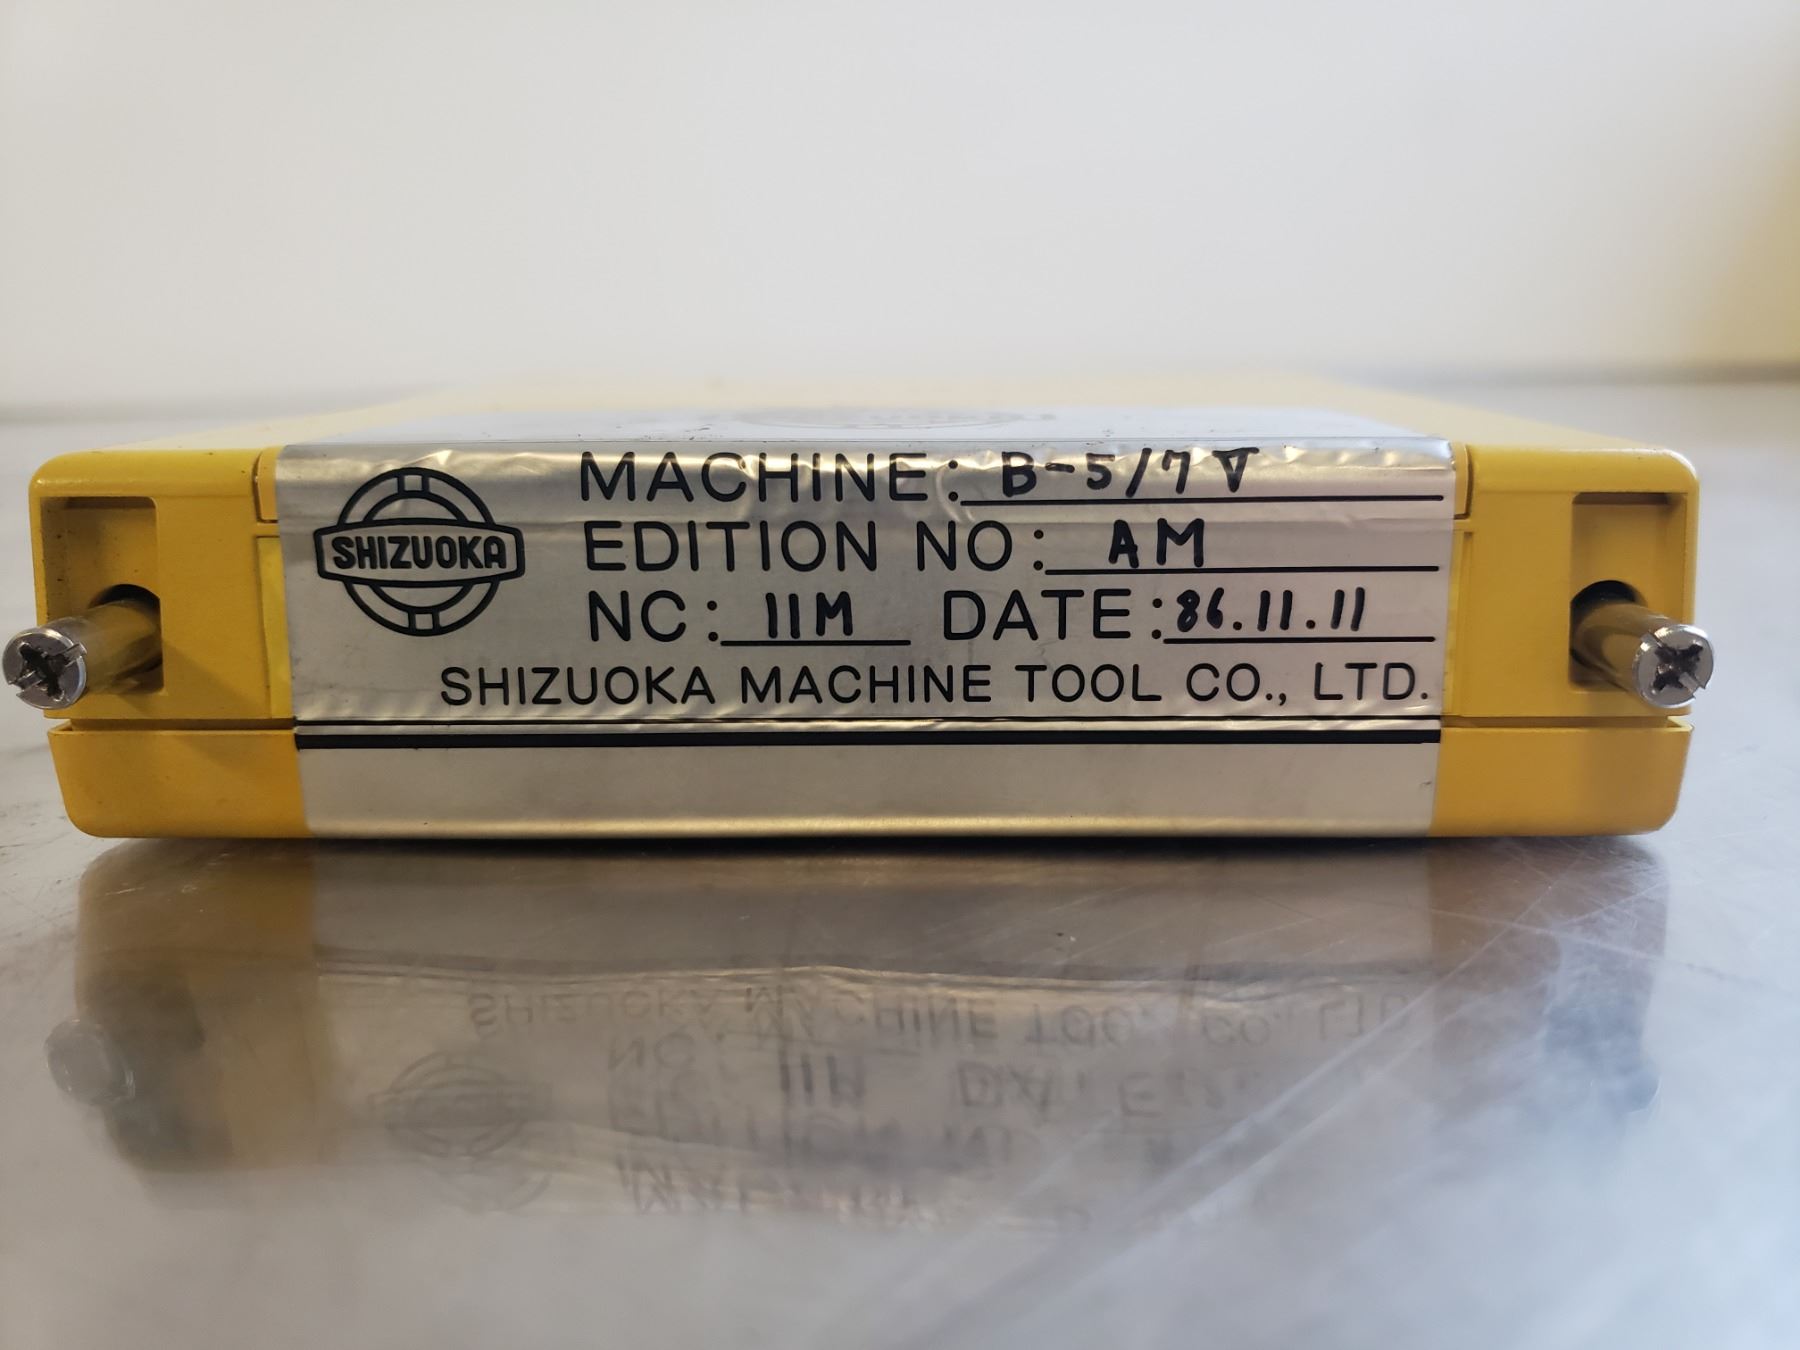 SHIZUOKA
MACHINE: B-5/7V
EDITION NO: AM
NC: 11M DATE: 86.11.11
SHIZUOKA MACHINE TOOL CO., LTD.